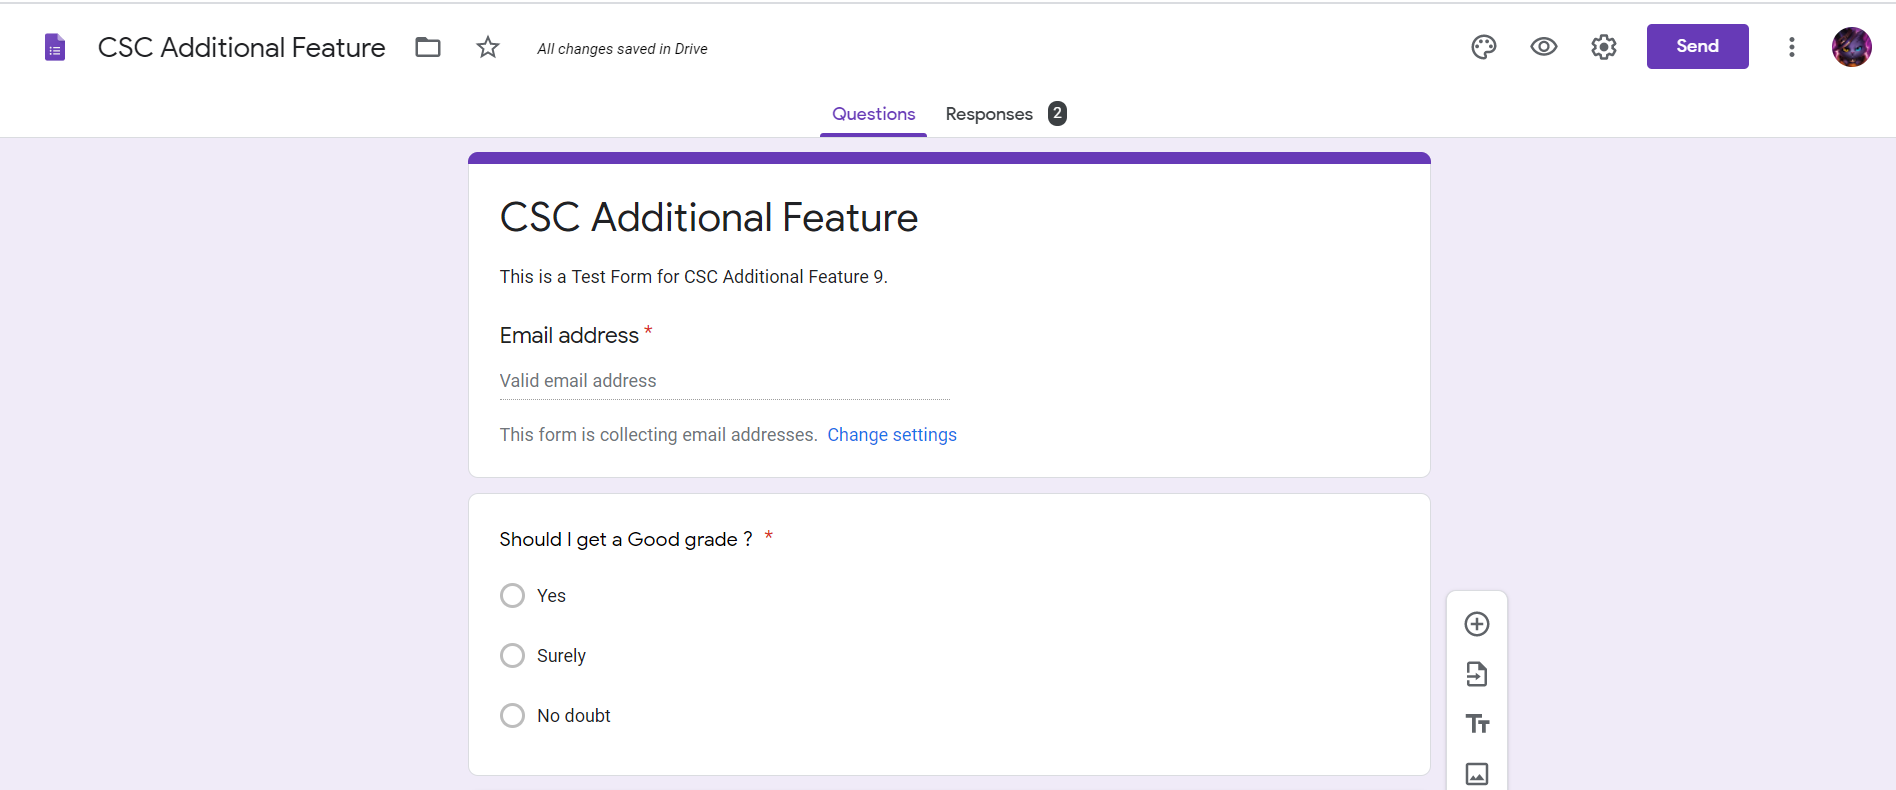 CSC Additional Feature
All changes saved in Drive
Send
Questions
Responses 2
CSC Additional Feature
This is a Test Form for CSC Additional Feature 9.
Email address *
Valid email address
This form is collecting email addresses. Change settings
Should I get a Good grade ? *
Yes
Surely
No doubt
Tт